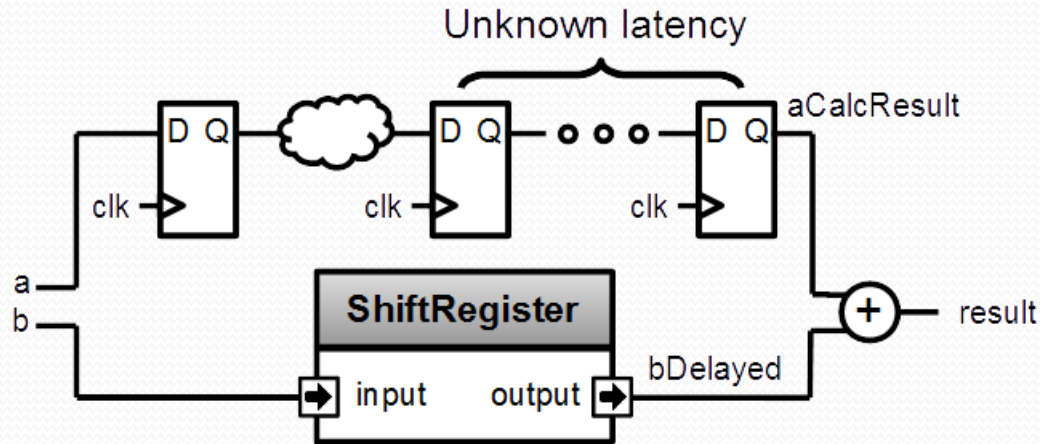 Unknown latency
aCalcResult
D Q
D Q
D Q
clk
clk
clk
a
b
ShiftRegister
input output
bDelayed
+
result